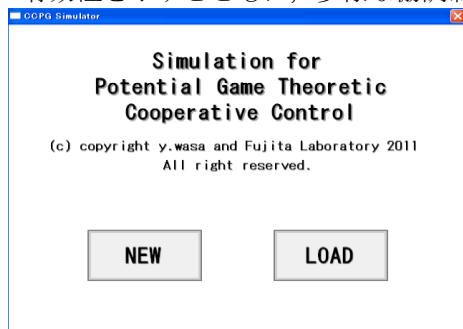 CCPG Simulator
Simulation for
Potential Game Theoretic
Cooperative Control
(c) copyright y.wasa and Fujita Laboratory 2011
All right reserved.
NEW
LOAD